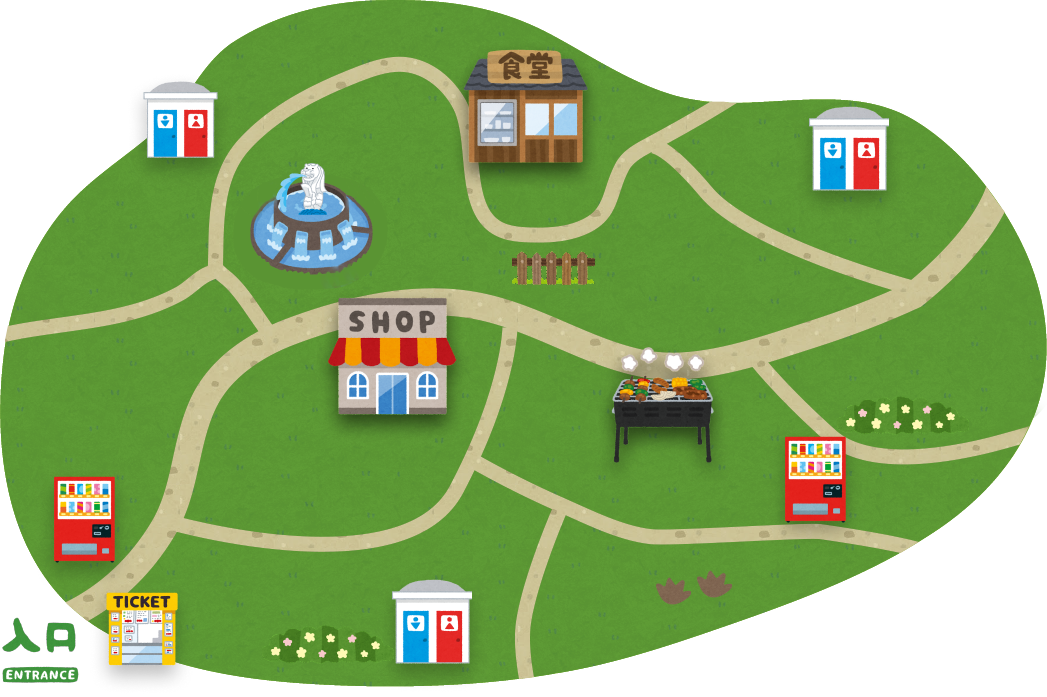 食堂
SHOP
TICKET
入口
ENTRANCE